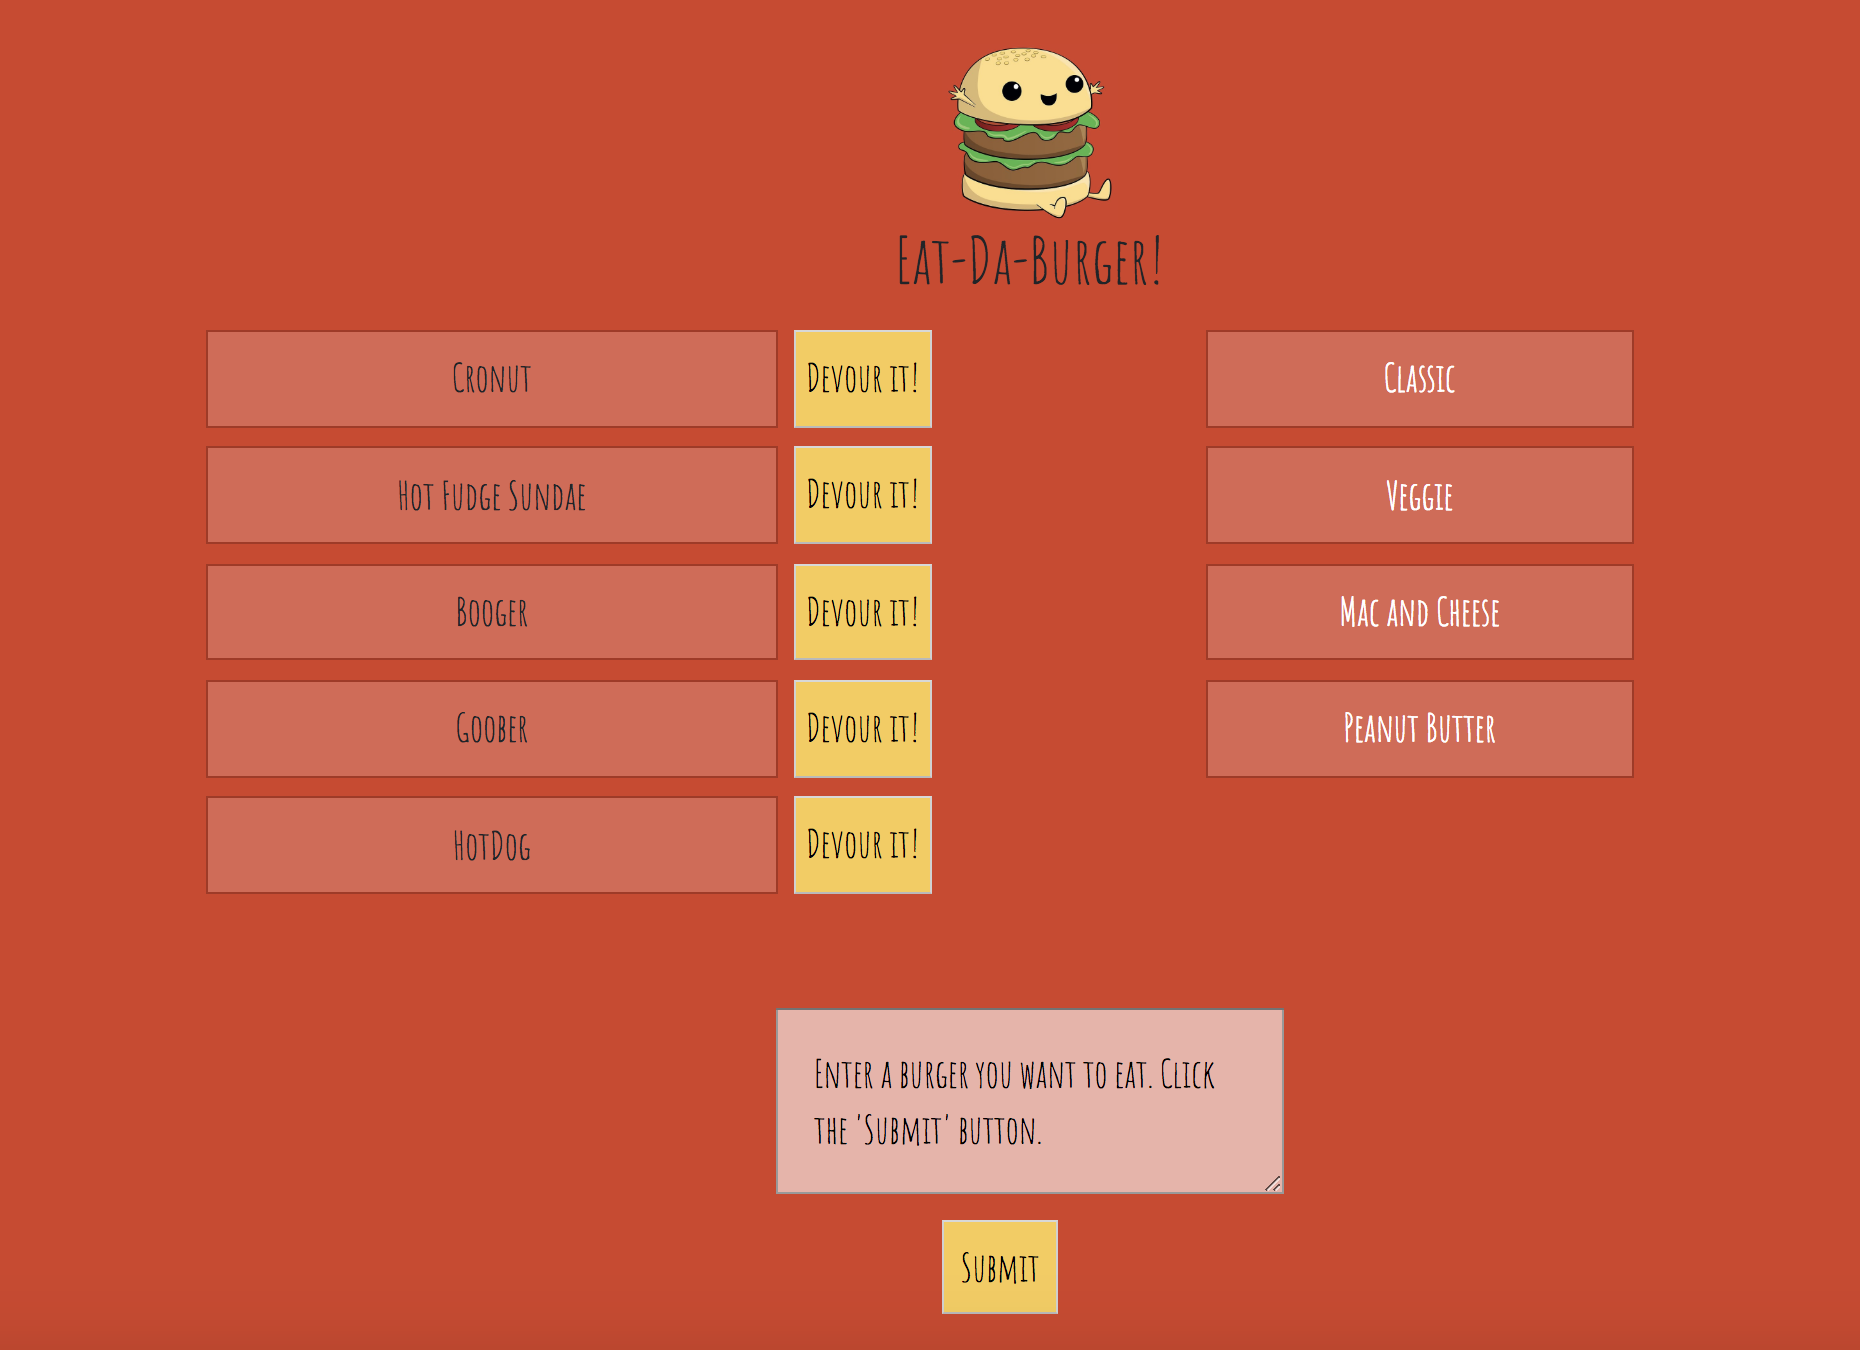 Eat-Da-Burger!
Cronut
Devour it!
Classic
Hot Fudge Sundae
Devour it!
Veggie
Booger
Devour it!
Mac and Cheese
Goober
Devour it!
Peanut Butter
HotDog
Devour it!
Enter a burger you want to eat. Click
the 'Submit' button.
Submit